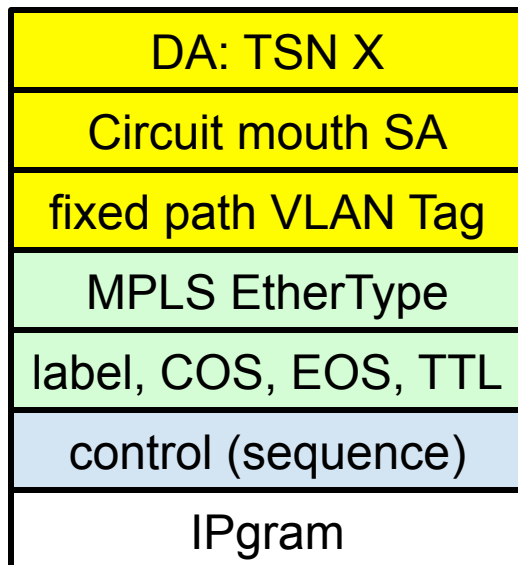 DA: TSN X
Circuit mouth SA
fixed path VLAN Tag
MPLS EtherType
label, COS, EOS, TTL
control (sequence)
IPgram